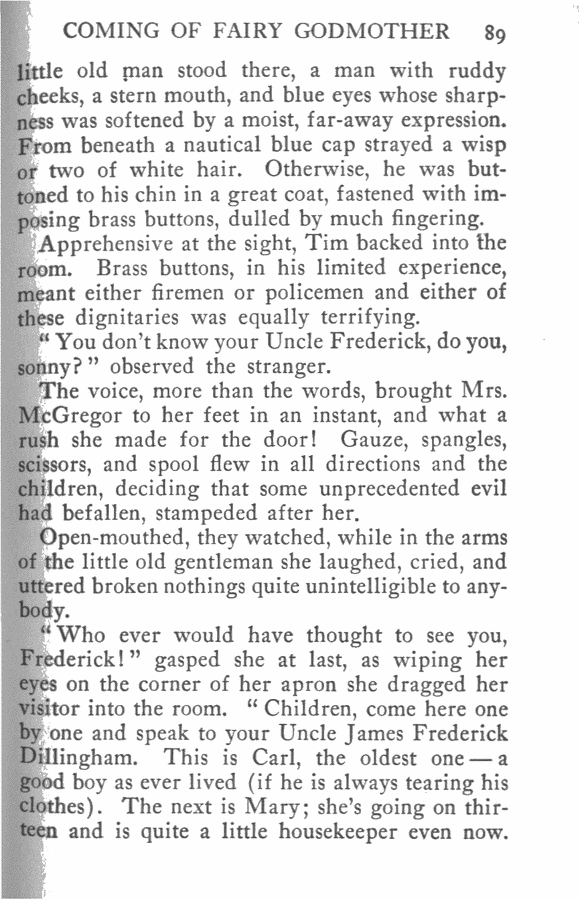 COMING OF FAIRY GODMOTHER 89
little old man stood there, a man with ruddy
cheeks, a stern mouth, and blue eyes whose sharp-
ness was softened by a moist, far-away expression.
From beneath a nautical blue cap strayed a wisp
or two of white hair. Otherwise, he was but-
toned to his chin in a great coat, fastened with im-
posing brass buttons, dulled by much fingering.
Apprehensive at the sight, Tim backed into the
room. Brass buttons, in his limited experience,
meant either firemen or policemen and either of
these dignitaries was equally terrifying.
“ You don’t know your Uncle Frederick, do you,
sonny? ” observed the stranger.
The voice, more than the words, brought Mrs.
McGregor to her feet in an instant, and what a
rush she made for the door! Gauze, spangles,
scissors, and spool flew in all directions and the
children, deciding that some unprecedented evil
had befallen, stampeded after her.
Open-mouthed, they watched, while in the arms
of the little old gentleman she laughed, cried, and
uttered broken nothings quite unintelligible to any-
body.
“ Who ever would have thought to see you,
Frederick! ” gasped she at last, as wiping her
eyes on the corner of her apron she dragged her
visitor into the room. “ Children, come here one
by one and speak to your Uncle James Frederick
Dillingham. This is Carl, the oldest one — a
good boy as ever lived (if he is always tearing his
clothes). The next is Mary; she’s going on thir-
teen and is quite a little housekeeper even now.